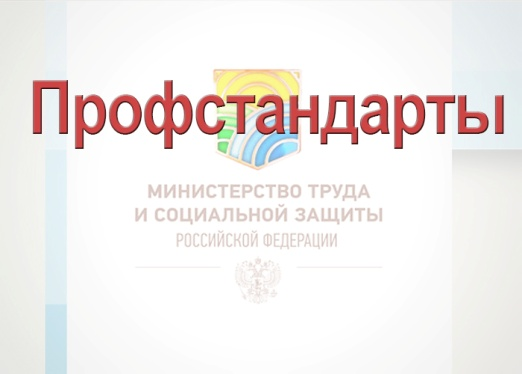 Профстандарты
МИНИСТЕРСТВО ТРУДА
И СОЦИАЛЬНОЙ ЗАЩИТЫ
РОССИЙСКОЙ ФЕДЕРАЦИИ